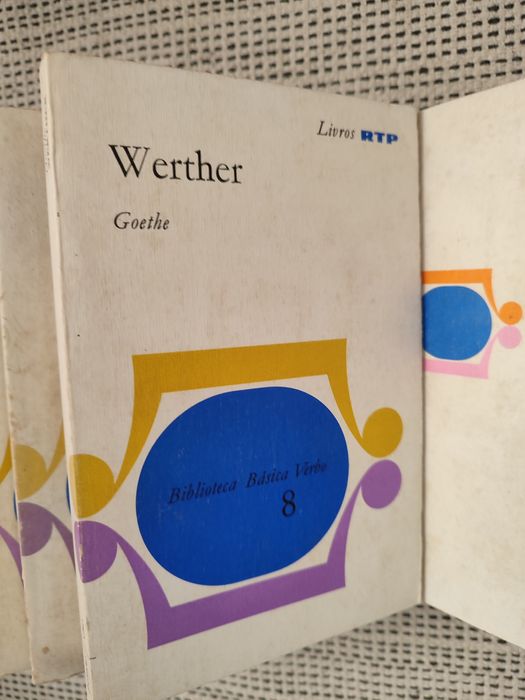 Livros RTP
Werther
Goethe
Biblioteca Básica Verbo
8